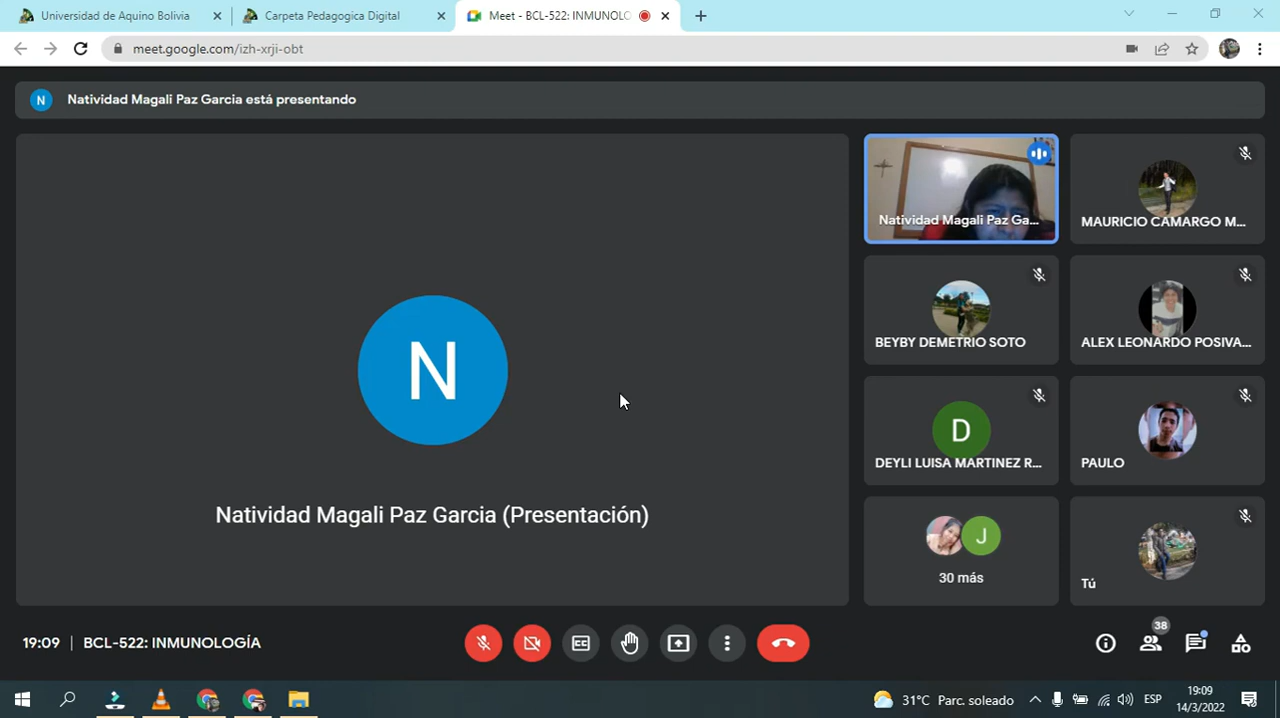 Universidad de Aquino Bolivia
Carpeta Pedagogica Digital
Meet - BCL-522: INMUNOLO
meet.google.com/izh-xrji-obt
N
Natividad Magali Paz Garcia está presentando
N
Natividad Magali Paz Garcia (Presentación)
Natividad Magali Paz Ga...
MAURICIO CAMARGO M...
BEYBY DEMETRIO SOTO
ALEX LEONARDO POSIVA...
D
DEYLI LUISA MARTINEZ R...
PAULO
J
30 más
Tú
19:09 | BCL-522: INMUNOLOGÍA
CC
38
31°C Parc. soleado
ESP
19:09
14/3/2022